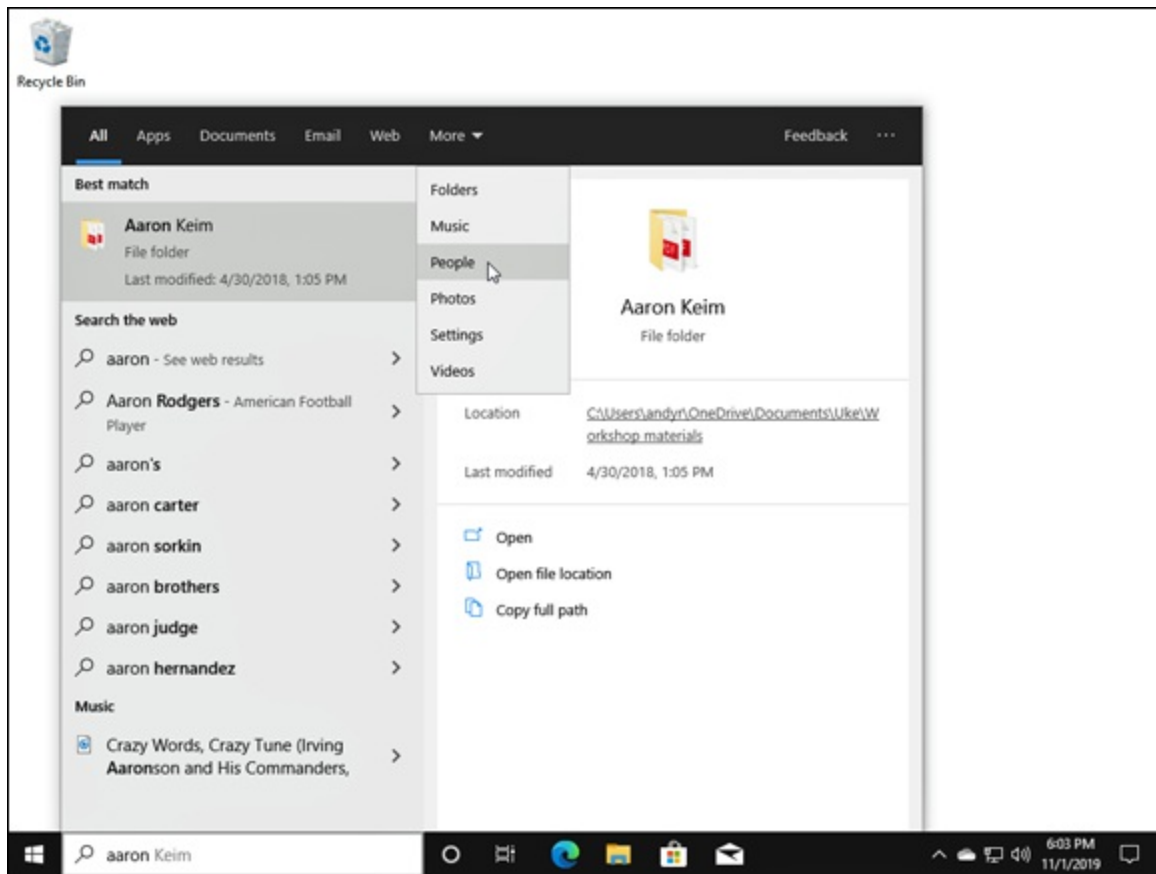 Recycle Bin
All Apps Documents Email Web More Feedback ...
Best match
Aaron Keim
File folder
Last modified: 4/30/2018, 1:05 PM
Search the web
aaron - See web results
Aaron Rodgers - American Football
Player
aaron's
aaron carter
aaron sorkin
aaron brothers
aaron judge
aaron hernandez
Music
Crazy Words, Crazy Tune (Irving
Aaronson and His Commanders,
Folders
Music
People
Photos
Settings
Videos
Aaron Keim
File folder
Location C:\Users\andyr\OneDrive\Documents\Uke\W
orkshop materials
Last modified 4/30/2018, 1:05 PM
Open
Open file location
Copy full path
aaron Keim
6:03 PM
11/1/2019